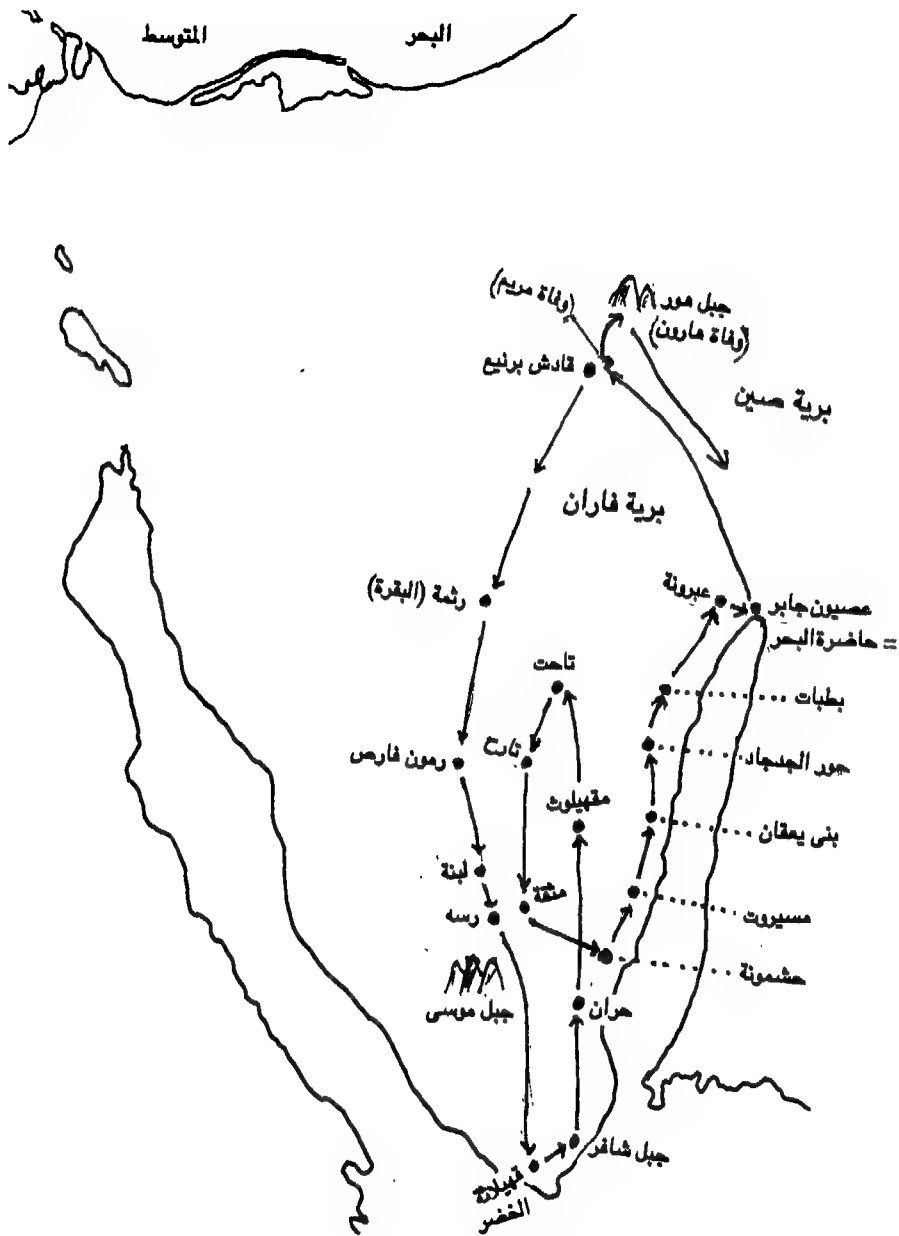 البحر المتوسط
جبل هور
(وفاة هارون)
(وفاة مريم)
قادش برنيع
برية صين
برية فاران
رثمة (البقرة)
عبرونة
عصيون جابر
= حاضرة البحر
تاحت
بطبات
تارح
حور الجدجاد
رمون فارص
مقهيلوث
بنى يعقان
لبنة
مثقة
رسه
مسيروت
حشمونة
جبل موسى
حران
جبل شافر
قهيلاتة
الخضر